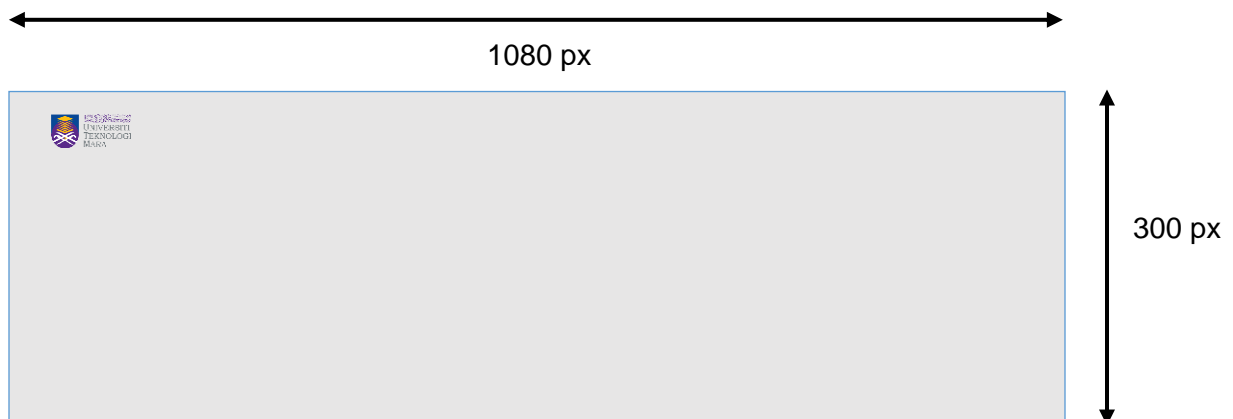 1080 px
UNIVERSITI
TEKNOLOGI
MARA
300 px